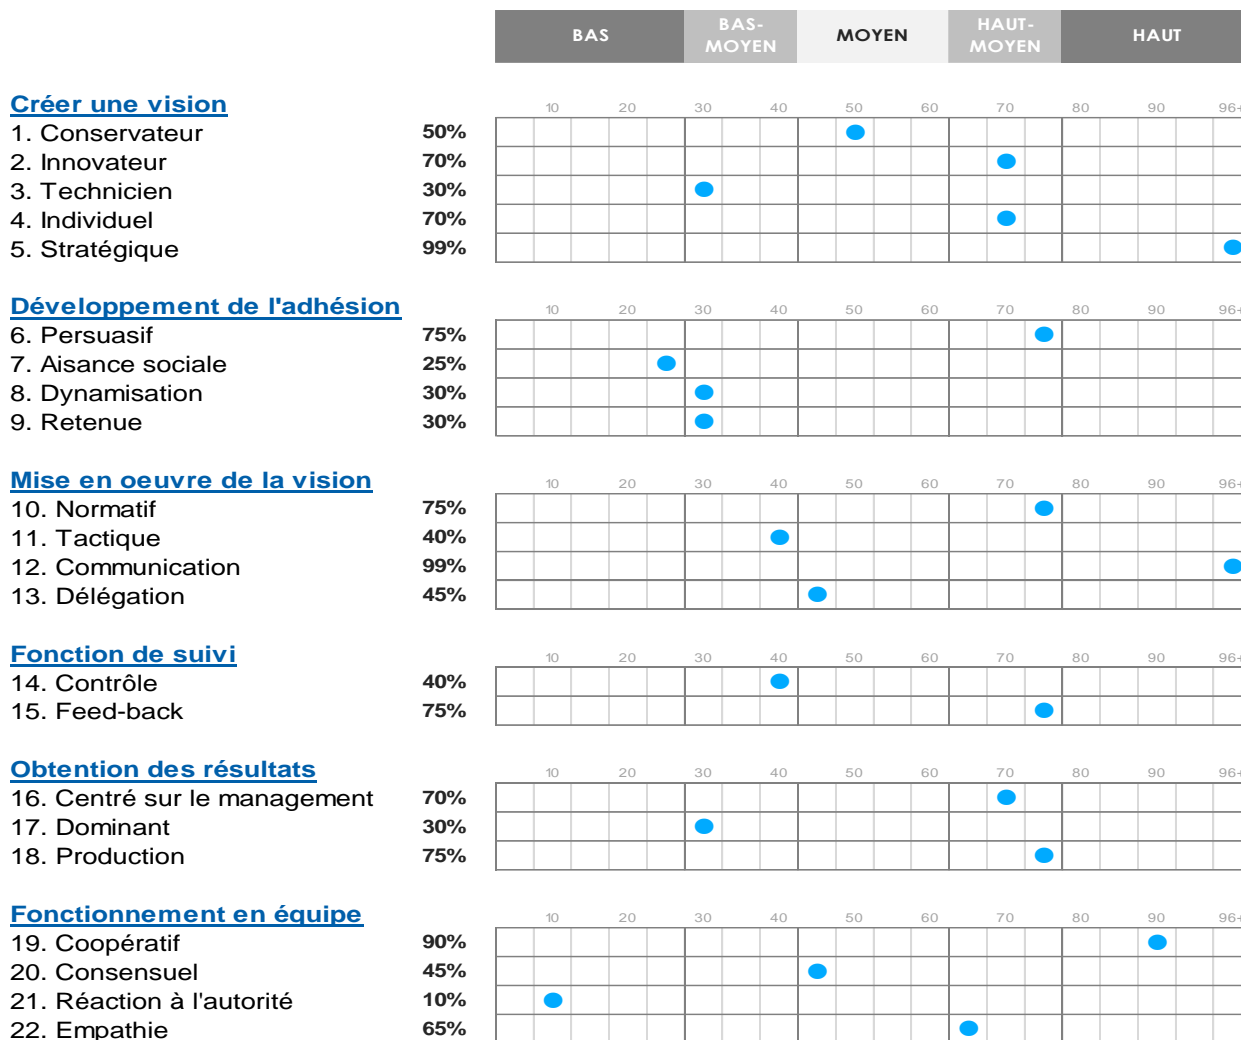 BAS BAS-MOYEN MOYEN HAUT-MOYEN HAUT
Créer une vision 10 20 30 40 50 60 70 80 90 96+
1. Conservateur 50%
2. Innovateur 70%
3. Technicien 30%
4. Individuel 70%
5. Stratégique 99%
Développement de l'adhésion 10 20 30 40 50 60 70 80 90 96+
6. Persuasif 75%
7. Aisance sociale 25%
8. Dynamisation 30%
9. Retenue 30%
Mise en oeuvre de la vision 10 20 30 40 50 60 70 80 90 96+
10. Normatif 75%
11. Tactique 40%
12. Communication 99%
13. Délégation 45%
Fonction de suivi 10 20 30 40 50 60 70 80 90 96+
14. Contrôle 40%
15. Feed-back 75%
Obtention des résultats 10 20 30 40 50 60 70 80 90 96+
16. Centré sur le management 70%
17. Dominant 30%
18. Production 75%
Fonctionnement en équipe 10 20 30 40 50 60 70 80 90 96+
19. Coopératif 90%
20. Consensuel 45%
21. Réaction à l'autorité 10%
22. Empathie 65%